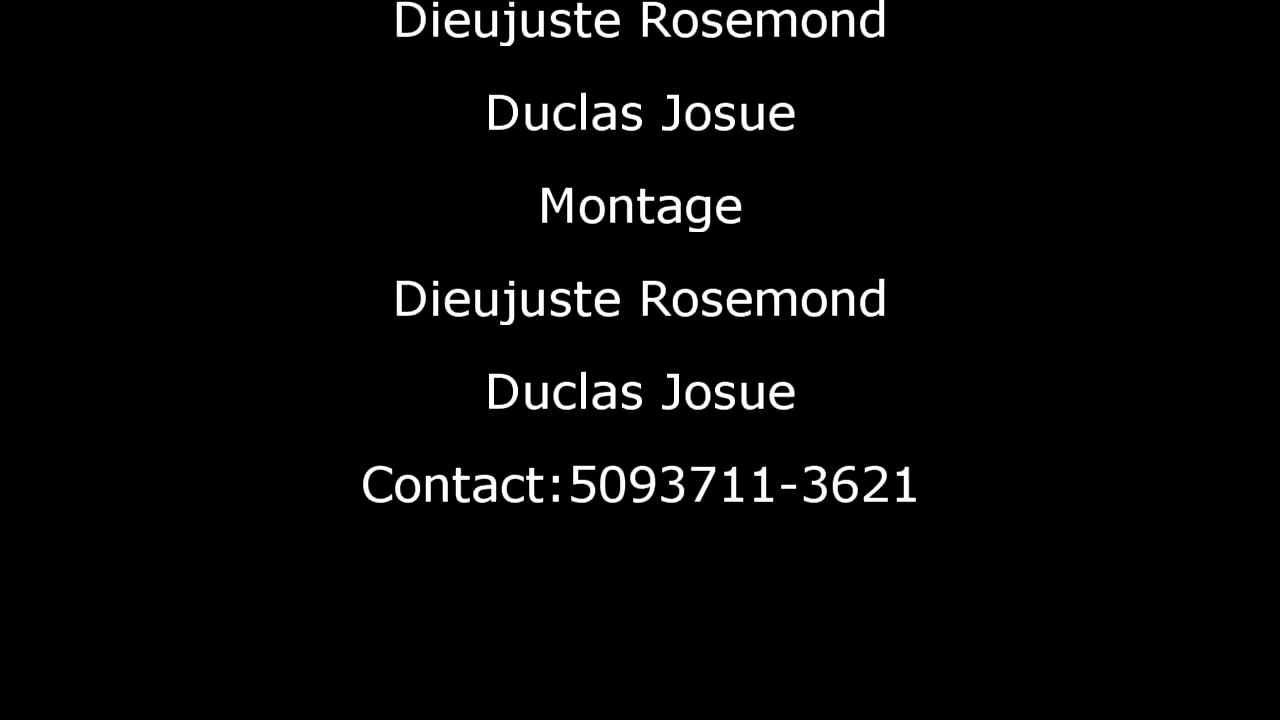 Dieujuste Rosemond
Duclas Josue
Montage
Dieujuste Rosemond
Duclas Josue
Contact:5093711-3621